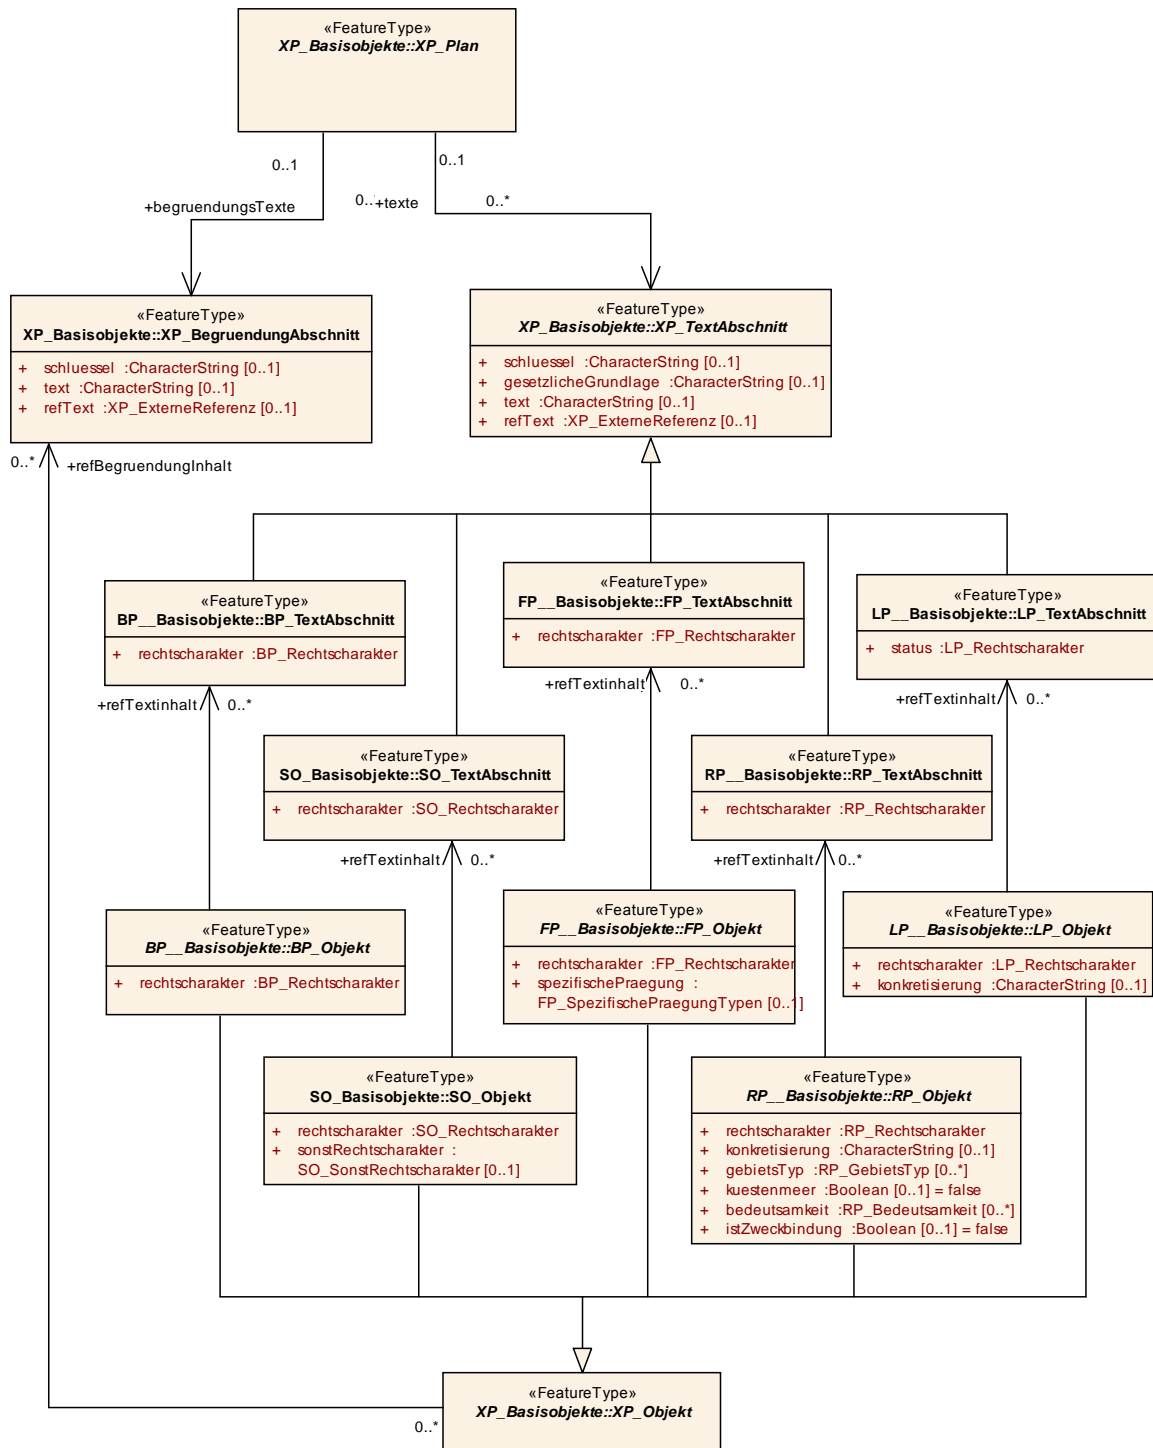 «FeatureType»
XP_Basisobjekte::XP_Plan
0..1
0..1
+begruendungsTexte
0..
+texte
0..*
«FeatureType»
XP_Basisobjekte::XP_BegruendungAbschnitt
+ schluessel :CharacterString [0..1]
+ text :CharacterString [0..1]
+ refText :XP_ExterneReferenz [0..1]
«FeatureType»
XP_Basisobjekte::XP_TextAbschnitt
+ schluessel :CharacterString [0..1]
+ gesetzlicheGrundlage :CharacterString [0..1]
+ text :CharacterString [0..1]
+ refText :XP_ExterneReferenz [0..1]
0..*
+refBegruendungInhalt
«FeatureType»
BP__Basisobjekte::BP_TextAbschnitt
+ rechtscharakter :BP_Rechtscharakter
«FeatureType»
FP__Basisobjekte::FP_TextAbschnitt
+ rechtscharakter :FP_Rechtscharakter
«FeatureType»
LP__Basisobjekte::LP_TextAbschnitt
+ status :LP_Rechtscharakter
+refTextinhalt
0..*
+refTextinhalt
0..*
+refTextinhalt
0..*
«FeatureType»
SO_Basisobjekte::SO_TextAbschnitt
+ rechtscharakter :SO_Rechtscharakter
«FeatureType»
RP__Basisobjekte::RP_TextAbschnitt
+ rechtscharakter :RP_Rechtscharakter
+refTextinhalt
0..*
+refTextinhalt
0..*
«FeatureType»
BP__Basisobjekte::BP_Objekt
+ rechtscharakter :BP_Rechtscharakter
«FeatureType»
FP__Basisobjekte::FP_Objekt
+ rechtscharakter :FP_Rechtscharakter
+ spezifischePraegung :
FP_SpezifischePraegungTypen [0..1]
«FeatureType»
LP__Basisobjekte::LP_Objekt
+ rechtscharakter :LP_Rechtscharakter
+ konkretisierung :CharacterString [0..1]
«FeatureType»
SO_Basisobjekte::SO_Objekt
+ rechtscharakter :SO_Rechtscharakter
+ sonstRechtscharakter :
SO_SonstRechtscharakter [0..1]
«FeatureType»
RP__Basisobjekte::RP_Objekt
+ rechtscharakter :RP_Rechtscharakter
+ konkretisierung :CharacterString [0..1]
+ gebietsTyp :RP_GebietsTyp [0..*]
+ kuestenmeer :Boolean [0..1] = false
+ bedeutsamkeit :RP_Bedeutsamkeit [0..*]
+ istZweckbindung :Boolean [0..1] = false
«FeatureType»
XP_Basisobjekte::XP_Objekt
0..*